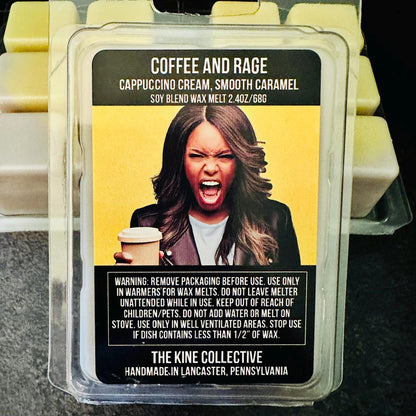 COFFEE AND RAGE
CAPPUCCINO CREAM, SMOOTH CARAMEL
SOY BLEND WAX MELT 2.4OZ/68G
WARNING: REMOVE PACKAGING BEFORE USE. USE ONLY
IN WARMERS FOR WAX MELTS. DO NOT LEAVE MELTER
UNATTENDED WHILE IN USE. KEEP OUT OF REACH OF
CHILDREN/PETS. DO NOT ADD WATER OR MELT ON
STOVE. USE ONLY IN WELL VENTILATED AREAS. STOP USE
IF DISH CONTAINS LESS THAN 1/2" OF WAX.
THE KINE COLLECTIVE
HANDMADE IN LANCASTER, PENNSYLVANIA